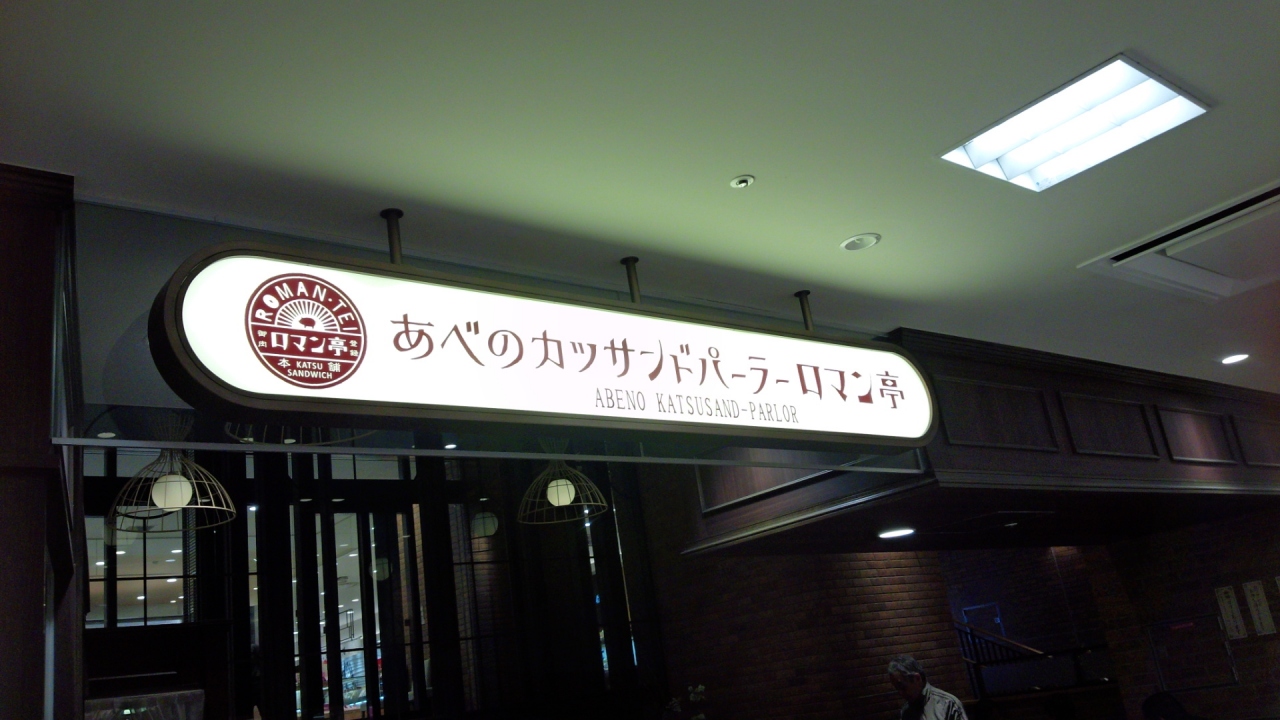 ROMAN-TEI
ロマン亭
本 舗
KATSU
SANDWICH
あべのカツサンドパーラーロマン亭
ABENO KATSUSAND-PARLOR